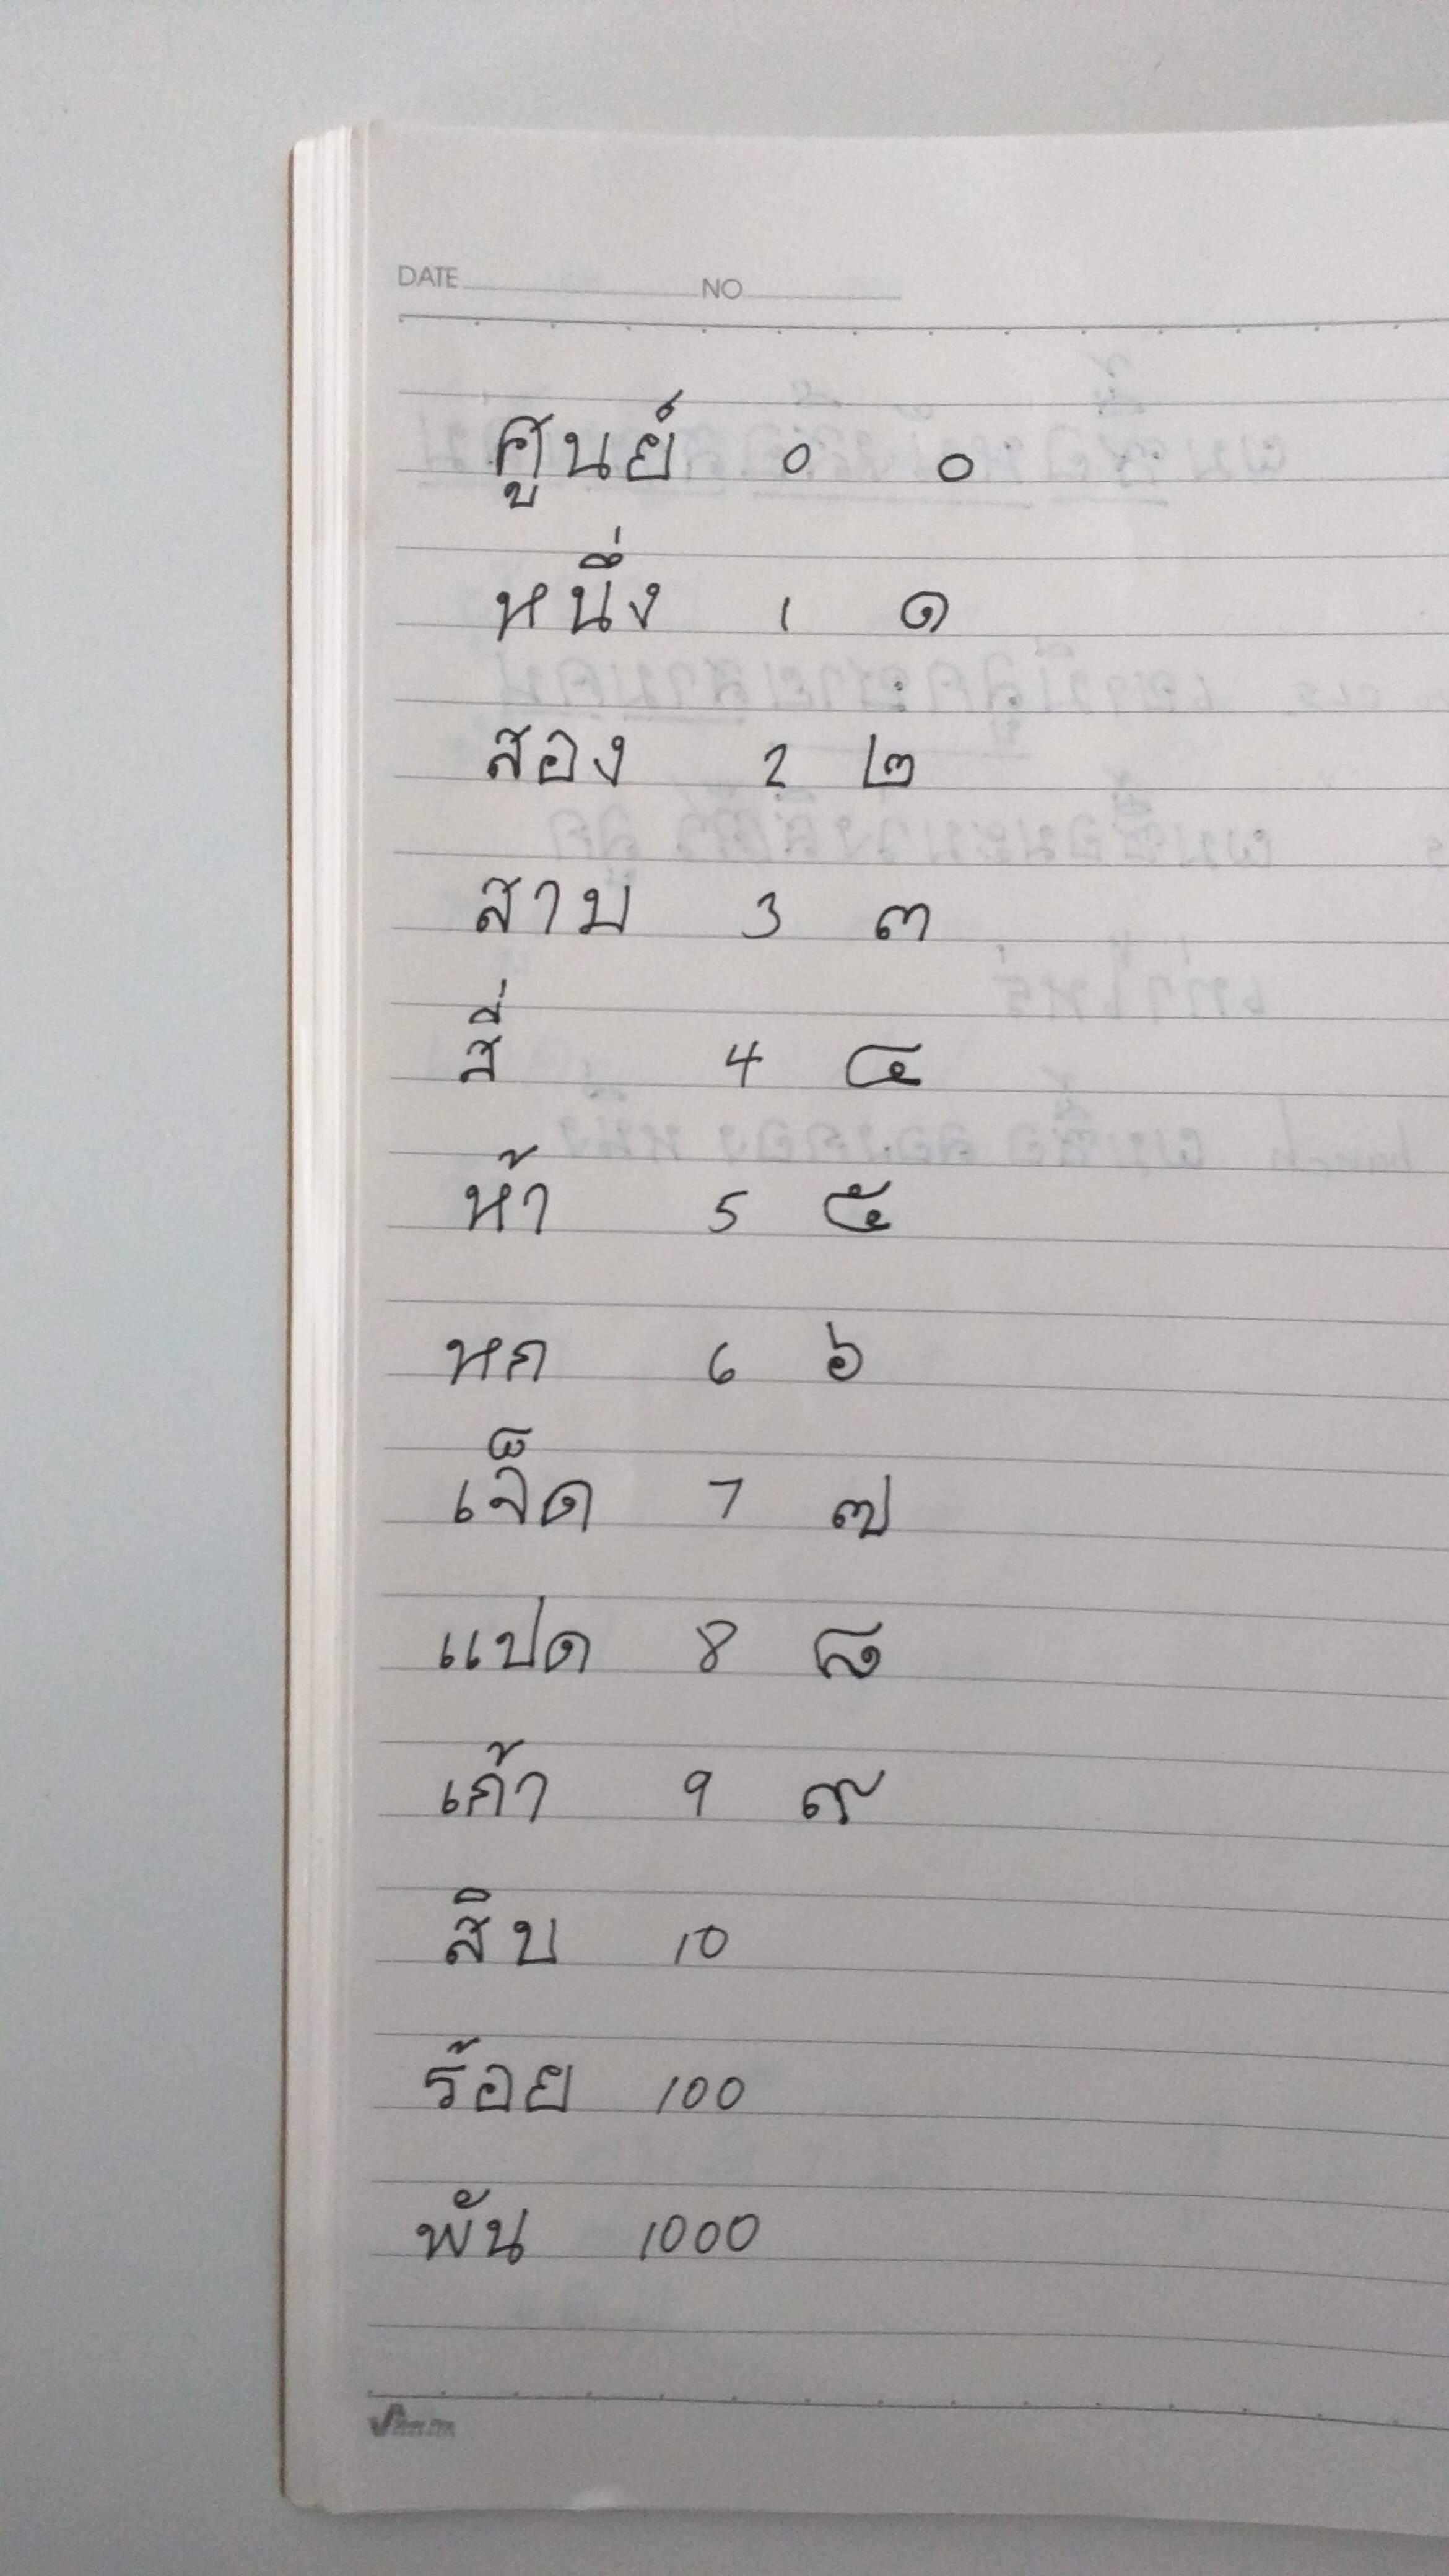 DATE NO
ศูนย์ 0 ๐
หนึ่ง 1 ๑
สอง 2 ๒
สาบ 3 ๓
สี่ 4 ๔
ห้า 5 ๕
หก 6 ๖
เจ็ด 7 ๗
แปด 8 ๘
เก้า 9 ๙
สิบ 10
ร้อย 100
พัน 1000